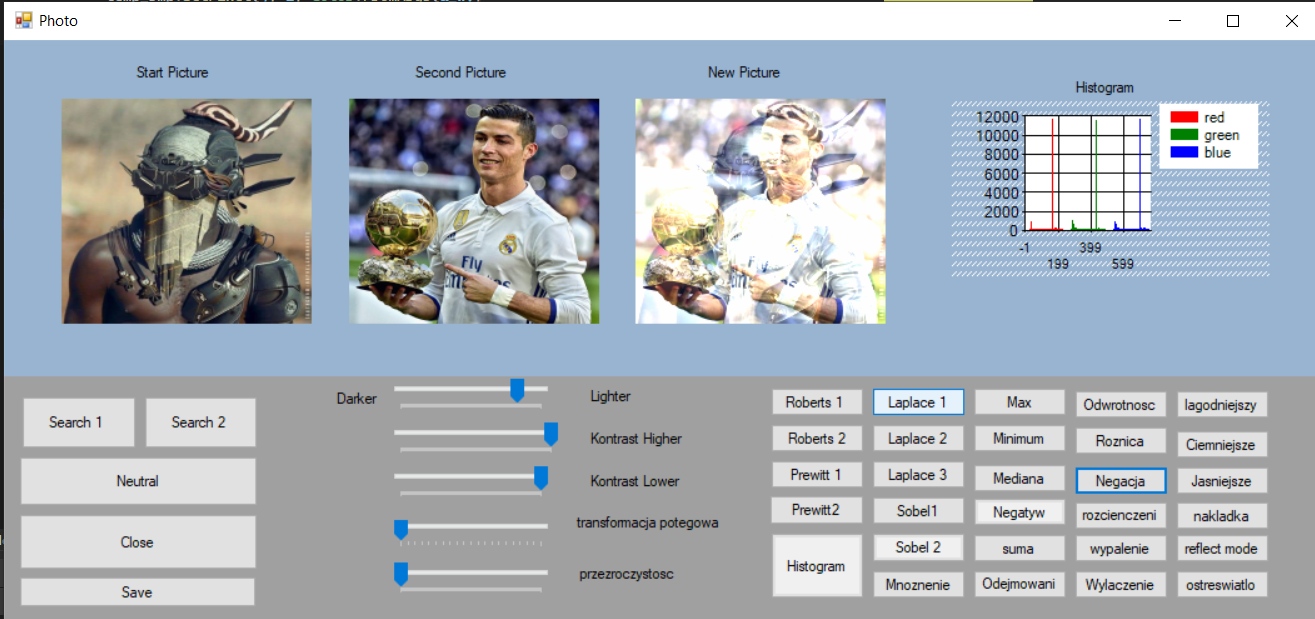 Photo
Start Picture
Second Picture
New Picture
Histogram
12000
10000
8000
6000
4000
2000
0
-1
199
399
599
red
green
blue
Fly
Search 1
Search 2
Neutral
Close
Save
Darker
Lighter
Kontrast Higher
Kontrast Lower
transformacja potegowa
przezroczystosc
Roberts 1
Laplace 1
Max
Odwrotnosc
lagodniejszy
Roberts 2
Laplace 2
Minimum
Roznica
Ciemniejsze
Prewitt 1
Laplace 3
Mediana
Negacja
Jasniejsze
Prewitt2
Sobel1
Negatyw
rozcienczeni
nakladka
Histogram
Sobel 2
suma
wypalenie
reflect mode
Mnoznenie
Odejmowani
Wylaczenie
ostreswiatlo